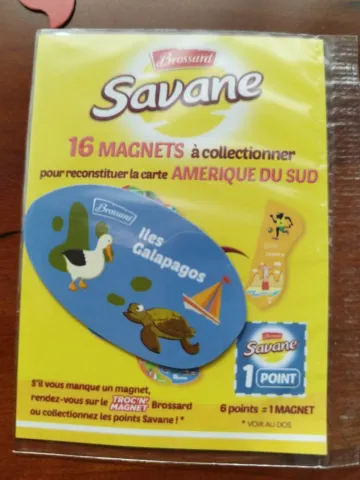 Brossard
Savane
16 MAGNETS à collectionner
pour reconstituer la carte AMERIQUE DU SUD
Brossard
Iles
Galapagos
Brossard
Savane
1 POINT
S'il vous manque un magnet,
rendez-vous sur le TROC'N' MAGNET Brossard
ou collectionnez les points Savane ! *
6 points = 1 MAGNET
* VOIR AU DOS